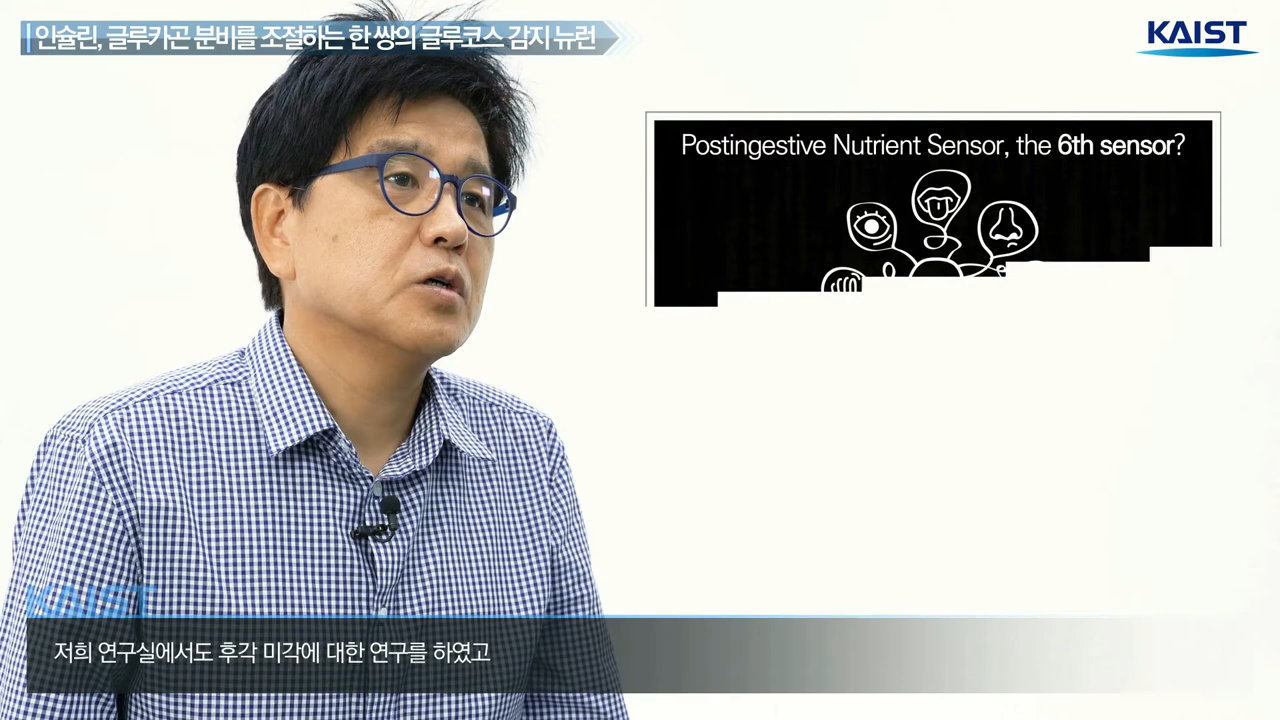 인슐린, 글루카곤 분비를 조절하는 한 쌍의 글루코스 감지 뉴런
KAIST
Postingestive Nutrient Sensor, the 6th sensor?
KAIST
저희 연구실에서도 후각 미각에 대한 연구를 하였고